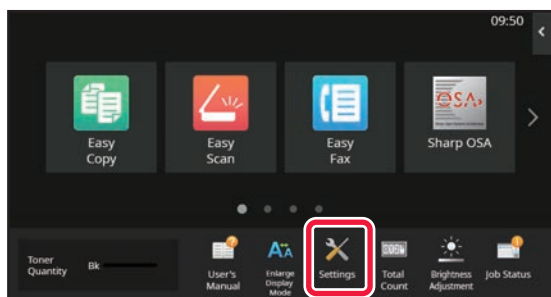 09:50
Easy
Copy
Easy
Scan
Easy
Fax
OSA
Sharp OSA
Toner
Quantity
Bk
User's
Manual
Enlarge
Display
Mode
Settings
Total
Count
Brightness
Adjustment
Job Status